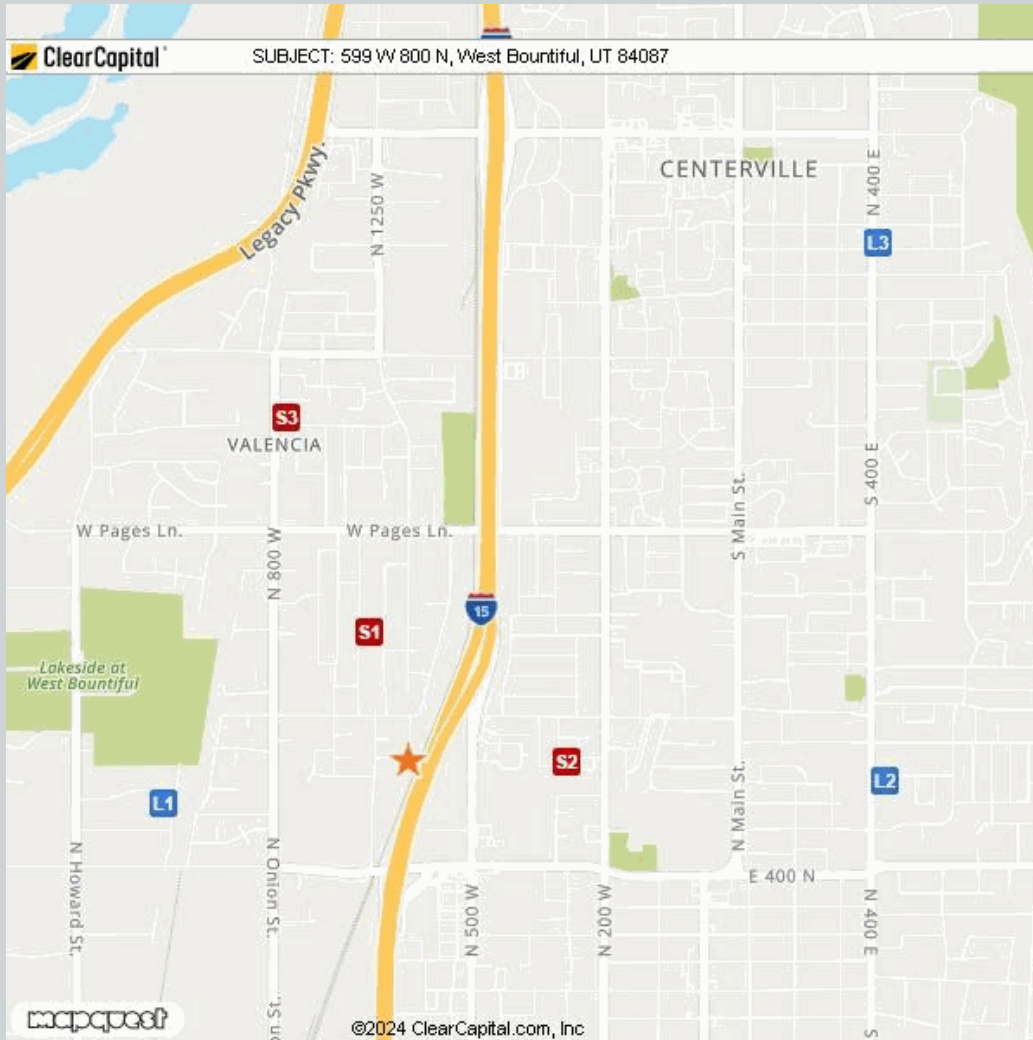 ClearCapital
SUBJECT: 599 W 800 N, West Bountiful, UT 84087
Legacy Pkwy.
N 1250 W
CENTERVILLE
N 400 E
L3
S3
VALENCIA
W Pages Ln.
W Pages Ln.
N 800 W
S Main St.
S 400 E
15
S1
Lakeside at
West Bountiful
S2
L1
L2
N Main St.
N Howard St.
N Onion St.
E 400 N
N 500 W
N 200 W
N 400 E
on St.
S
mapquest
©2024 ClearCapital.com, Inc